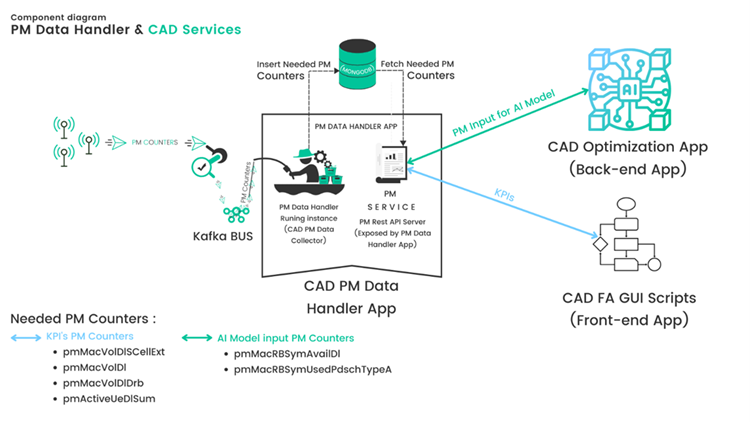 Component diagram
PM Data Handler & CAD Services
Insert Needed PM
Counters
MONGODB
Fetch Needed PM
Counters
PM COUNTERS
PM Counters
Kafka BUS
PM DATA HANDLER APP
PM Data Handler
Runing instance
(CAD PM Data
Collector)
PM
SERVICE
PM Rest API Server
(Exposed by PM Data
Handler App)
CAD PM Data
Handler App
PM Input for AI Model
KPIs
AI
CAD Optimization App
(Back-end App)
CAD FA GUI Scripts
(Front-end App)
Needed PM Counters :
KPI's PM Counters
• pmMacVolDlSCellExt
• pmMacVolDl
• pmMacVolDlDrb
• pmActiveUeDlSum
AI Model input PM Counters
• pmMacRBSymAvailDl
• pmMacRBSymUsedPdschTypeA